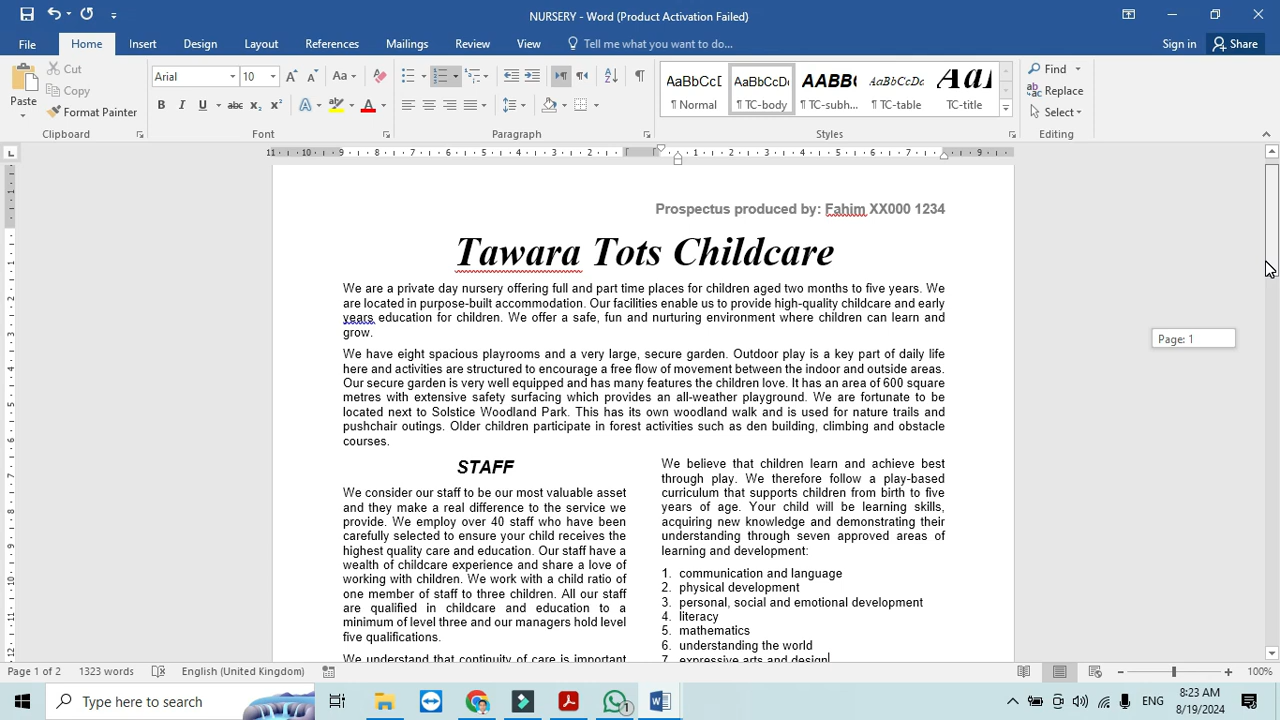 NURSERY - Word (Product Activation Failed)
File Home Insert Design Layout References Mailings Review View Tell me what you want to do... Sign in Share
Paste
Cut
Copy
Format Painter
Clipboard
Arial 10
Font
Paragraph
AaBbCcD AaBbCcDc AABBC AaBbCcDc AaI
¶ Normal ¶ TC-body ¶ TC-subh... ¶ TC-table TC-title
Styles
Find
Replace
Select
Editing
Prospectus produced by: Fahim XX000 1234
Tawara Tots Childcare
We are a private day nursery offering full and part time places for children aged two months to five years. We
are located in purpose-built accommodation. Our facilities enable us to provide high-quality childcare and early
years education for children. We offer a safe, fun and nurturing environment where children can learn and
grow.
We have eight spacious playrooms and a very large, secure garden. Outdoor play is a key part of daily life
here and activities are structured to encourage a free flow of movement between the indoor and outside areas.
Our secure garden is very well equipped and has many features the children love. It has an area of 600 square
metres with extensive safety surfacing which provides an all-weather playground. We are fortunate to be
located next to Solstice Woodland Park. This has its own woodland walk and is used for nature trails and
pushchair outings. Older children participate in forest activities such as den building, climbing and obstacle
courses.
STAFF
We consider our staff to be our most valuable asset
and they make a real difference to the service we
provide. We employ over 40 staff who have been
carefully selected to ensure your child receives the
highest quality care and education. Our staff have a
wealth of childcare experience and share a love of
working with children. We work with a child ratio of
one member of staff to three children. All our staff
are qualified in childcare and education to a
minimum of level three and our managers hold level
five qualifications.
We understand that continuity of care is important
We believe that children learn and achieve best
through play. We therefore follow a play-based
curriculum that supports children from birth to five
years of age. Your child will be learning skills,
acquiring new knowledge and demonstrating their
understanding through seven approved areas of
learning and development:
1. communication and language
2. physical development
3. personal, social and emotional development
4. literacy
5. mathematics
6. understanding the world
7. expressive arts and design
Page: 1
Page 1 of 2 1323 words English (United Kingdom) 100%
Type here to search
ENG
8:23 AM
8/19/2024